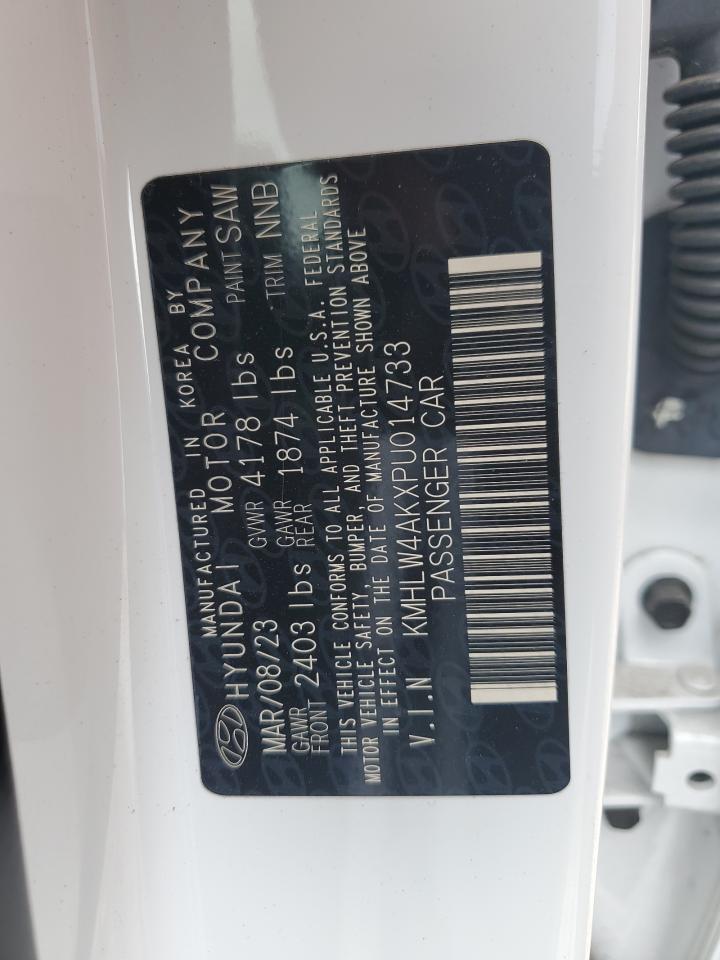 MANUFACTURED IN KOREA BY
HYUNDAI MOTOR COMPANY
MAR/08/23 GVWR 4178 lbs PAINT SAW
GAWR FRONT 2403 lbs GAWR REAR 1874 lbs TRIM NNB
THIS VEHICLE CONFORMS TO ALL APPLICABLE U.S.A. FEDERAL
MOTOR VEHICLE SAFETY, BUMPER, AND THEFT PREVENTION STANDARDS
IN EFFECT ON THE DATE OF MANUFACTURE SHOWN ABOVE
V.I.N KMHLW4AKXPU014733
PASSENGER CAR